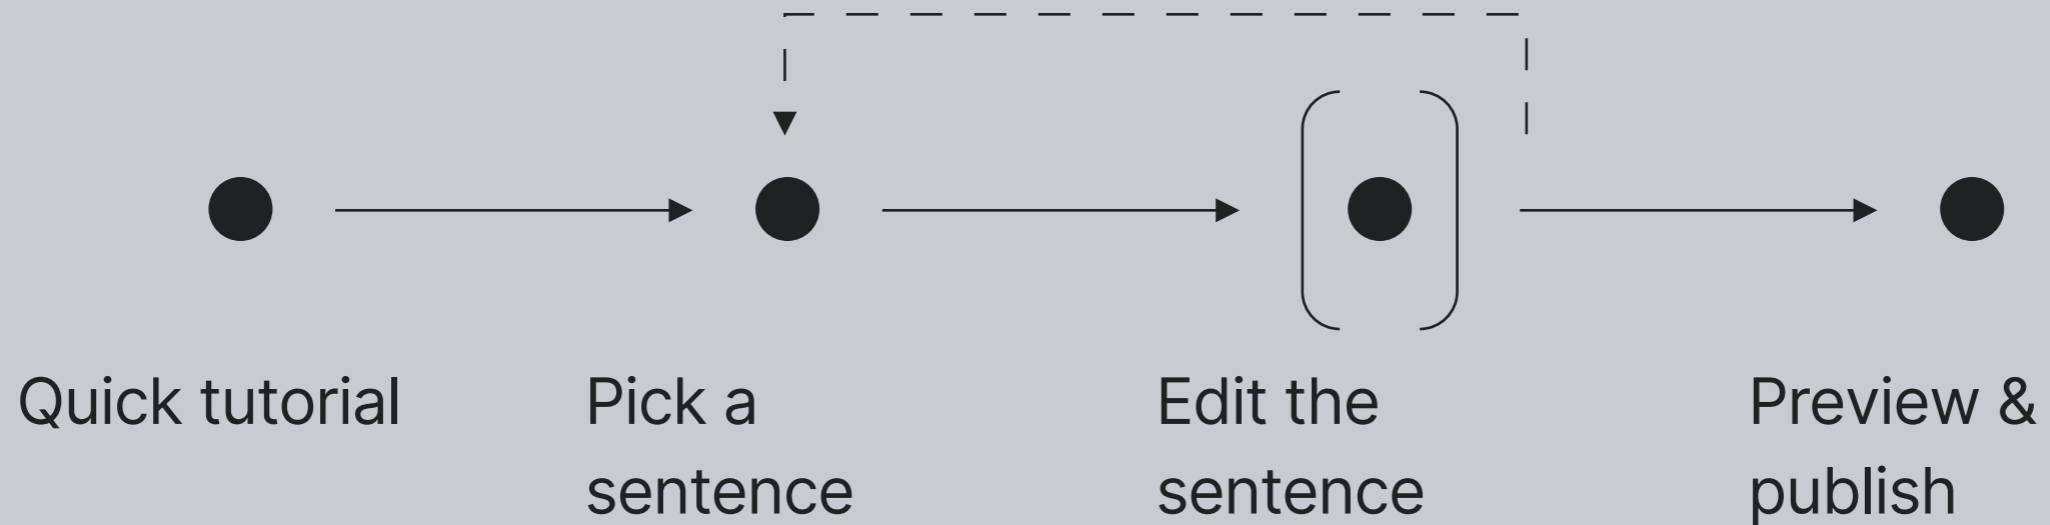 Quick tutorial
Pick a
sentence
Edit the
sentence
Preview &
publish